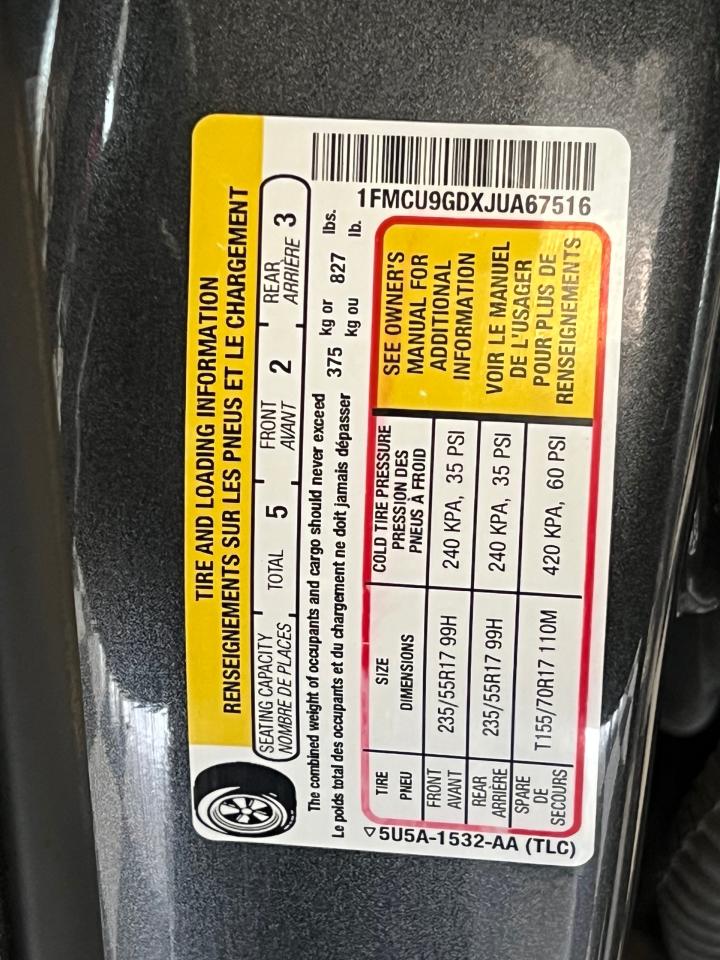 TIRE AND LOADING INFORMATION
RENSEIGNEMENTS SUR LES PNEUS ET LE CHARGEMENT
SEATING CAPACITY
NOMBRE DE PLACES
TOTAL 5
FRONT
AVANT 2
REAR
ARRIÈRE 3
The combined weight of occupants and cargo should never exceed 375 kg or 827 lbs.
Le poids total des occupants et du chargement ne doit jamais dépasser kg ou lb.
TIRE
PNEU
SIZE
DIMENSIONS
COLD TIRE PRESSURE
PRESSION DES
PNEUS À FROID
FRONT
AVANT
235/55R17 99H
240 KPA, 35 PSI
REAR
ARRIÈRE
235/55R17 99H
240 KPA, 35 PSI
SPARE
DE
SECOURS
T155/70R17 110M
420 KPA, 60 PSI
SEE OWNER'S
MANUAL FOR
ADDITIONAL
INFORMATION
VOIR LE MANUEL
DE L'USAGER
POUR PLUS DE
RENSEIGNEMENTS
1FMCU9GDXJUA67516
5U5A-1532-AA (TLC)